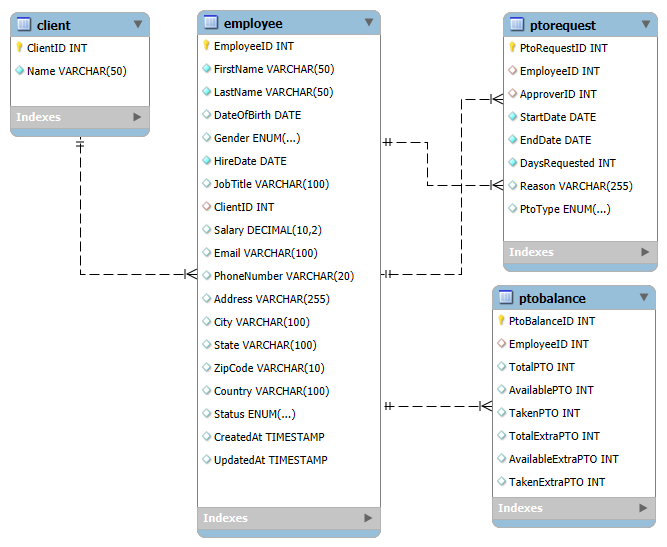 client
ClientID INT
Name VARCHAR(50)
Indexes
employee
EmployeeID INT
FirstName VARCHAR(50)
LastName VARCHAR(50)
DateOfBirth DATE
Gender ENUM(...)
HireDate DATE
JobTitle VARCHAR(100)
ClientID INT
Salary DECIMAL(10,2)
Email VARCHAR(100)
PhoneNumber VARCHAR(20)
Address VARCHAR(255)
City VARCHAR(100)
State VARCHAR(100)
ZipCode VARCHAR(10)
Country VARCHAR(100)
Status ENUM(...)
CreatedAt TIMESTAMP
UpdatedAt TIMESTAMP
Indexes
ptorequest
PtoRequestID INT
EmployeeID INT
ApproverID INT
StartDate DATE
EndDate DATE
DaysRequested INT
Reason VARCHAR(255)
PtoType ENUM(...)
Indexes
ptobalance
PtoBalanceID INT
EmployeeID INT
TotalPTO INT
AvailablePTO INT
TakenPTO INT
TotalExtraPTO INT
AvailableExtraPTO INT
TakenExtraPTO INT
Indexes